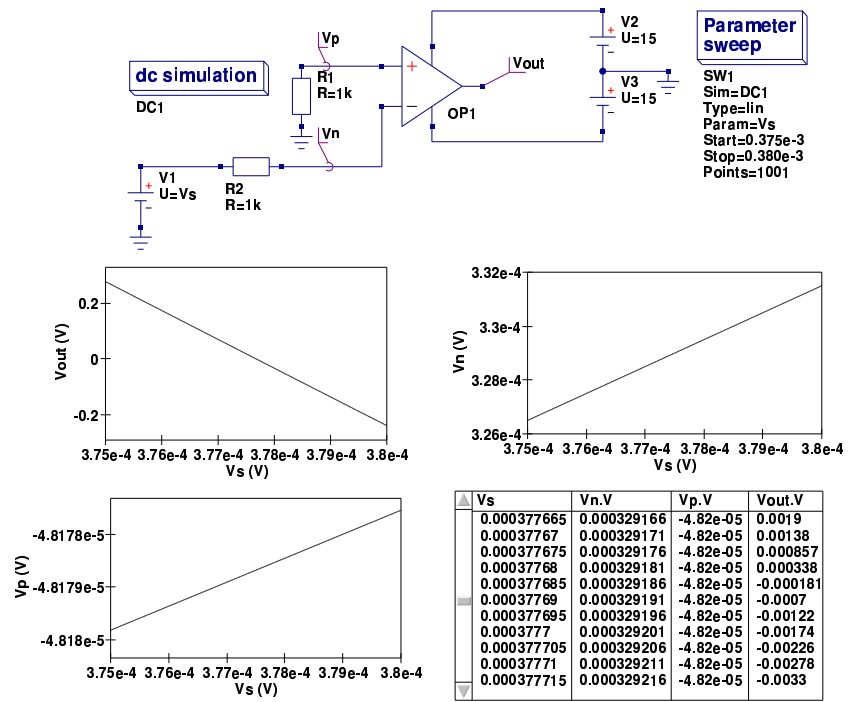 dc simulation
DC1
Vp
R1
R=1k
Vn
+
−
OP1
Vout
V1
U=Vs
+
−
R2
R=1k
V2
U=15
+
−
V3
U=15
+
−
Parameter
sweep
SW1
Sim=DC1
Type=lin
Param=Vs
Start=0.375e-3
Stop=0.380e-3
Points=1001
Vout (V)
0.2
0
-0.2
3.75e-4 3.76e-4 3.77e-4 3.78e-4 3.79e-4 3.8e-4
Vs (V)
Vn (V)
3.32e-4
3.3e-4
3.28e-4
3.26e-4
3.75e-4 3.76e-4 3.77e-4 3.78e-4 3.79e-4 3.8e-4
Vs (V)
Vp (V)
-4.8178e-5
-4.8179e-5
-4.818e-5
3.75e-4 3.76e-4 3.77e-4 3.78e-4 3.79e-4 3.8e-4
Vs (V)
Vs Vn.V Vp.V Vout.V
0.000377665 0.000329166 -4.82e-05 0.0019
0.00037767 0.000329171 -4.82e-05 0.00138
0.000377675 0.000329176 -4.82e-05 0.000857
0.00037768 0.000329181 -4.82e-05 0.000338
0.000377685 0.000329186 -4.82e-05 -0.000181
0.00037769 0.000329191 -4.82e-05 -0.0007
0.000377695 0.000329196 -4.82e-05 -0.00122
0.0003777 0.000329201 -4.82e-05 -0.00174
0.000377705 0.000329206 -4.82e-05 -0.00226
0.00037771 0.000329211 -4.82e-05 -0.00278
0.000377715 0.000329216 -4.82e-05 -0.0033